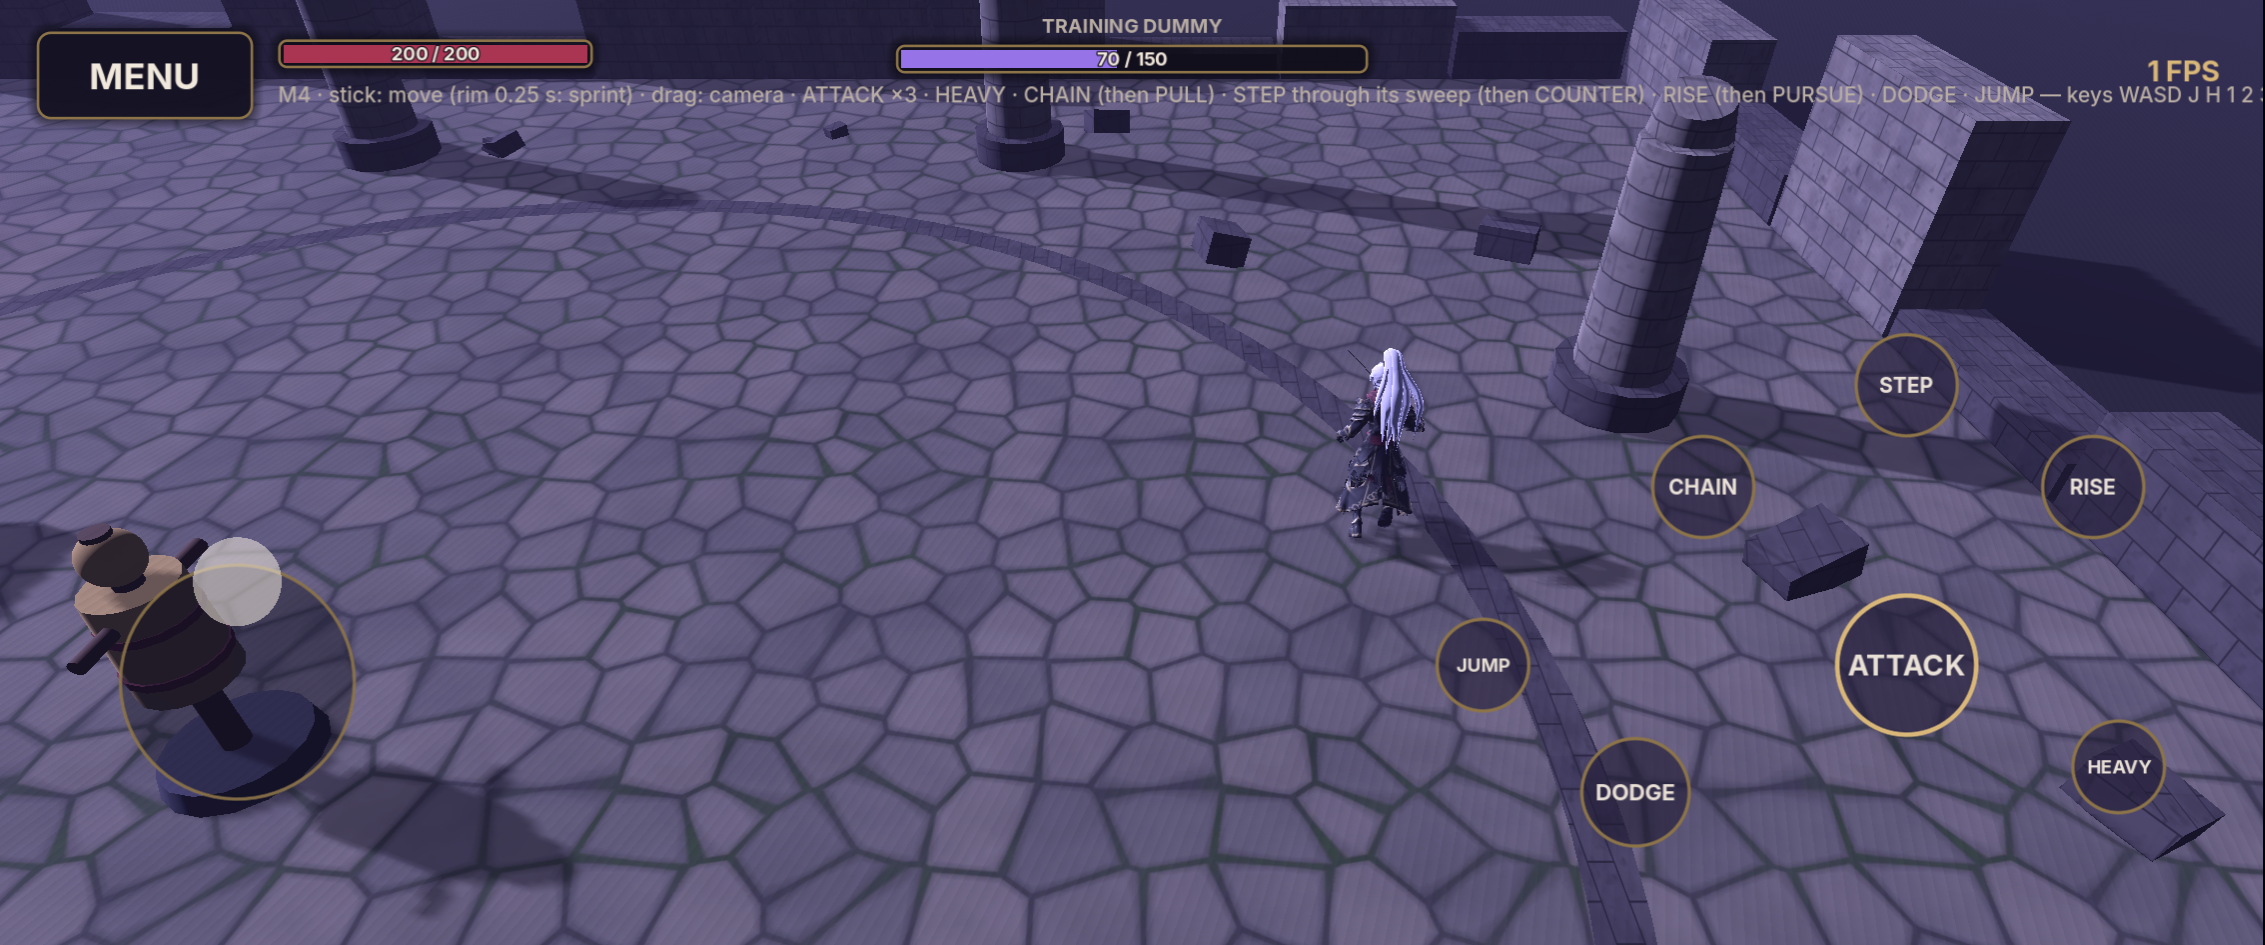 TRAINING DUMMY
MENU
200 / 200
70 / 150
1 FPS
M4 · stick: move (rim 0.25 s: sprint) · drag: camera · ATTACK ×3 · HEAVY · CHAIN (then PULL) · STEP through its sweep (then COUNTER) · RISE (then PURSUE) · DODGE · JUMP — keys WASD J H 1 2
STEP
CHAIN
RISE
JUMP
ATTACK
HEAVY
DODGE